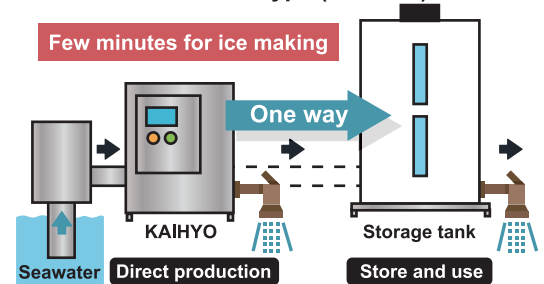 Few minutes for ice making
One way
KAIHYO
Storage tank
Seawater
Direct production
Store and use